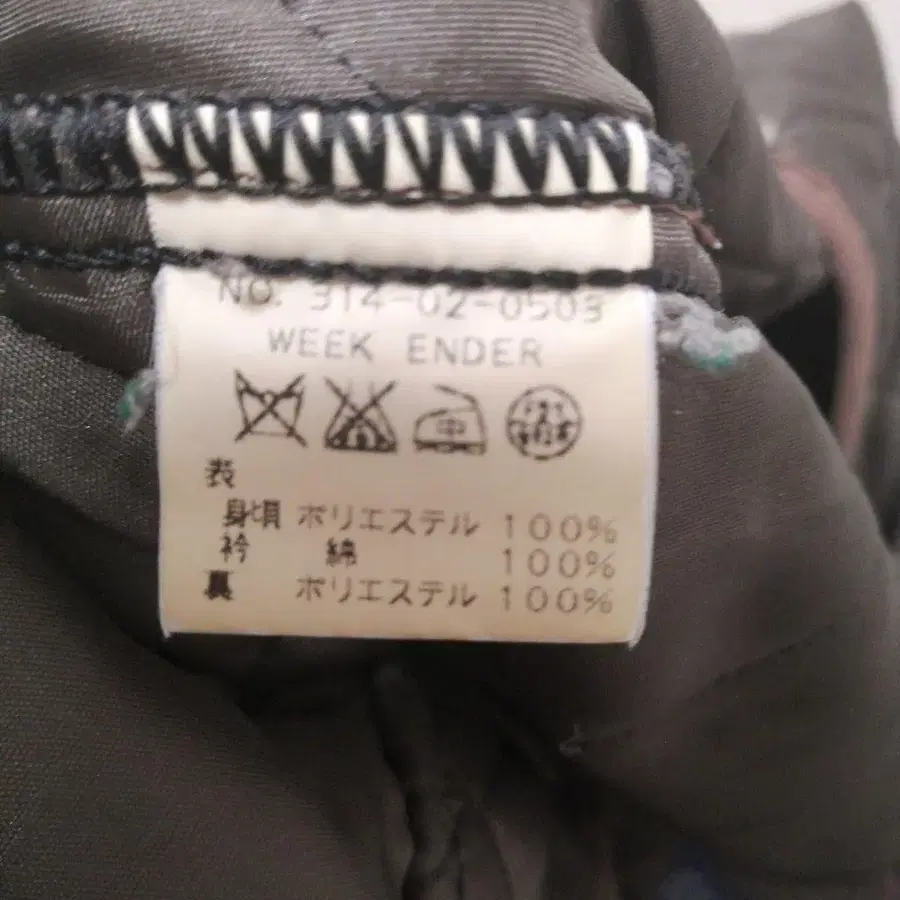 NO. 314-02-0503
WEEK ENDER
中
表
身頃 ポリエステル 100%
衿 綿 100%
裏 ポリエステル 100%